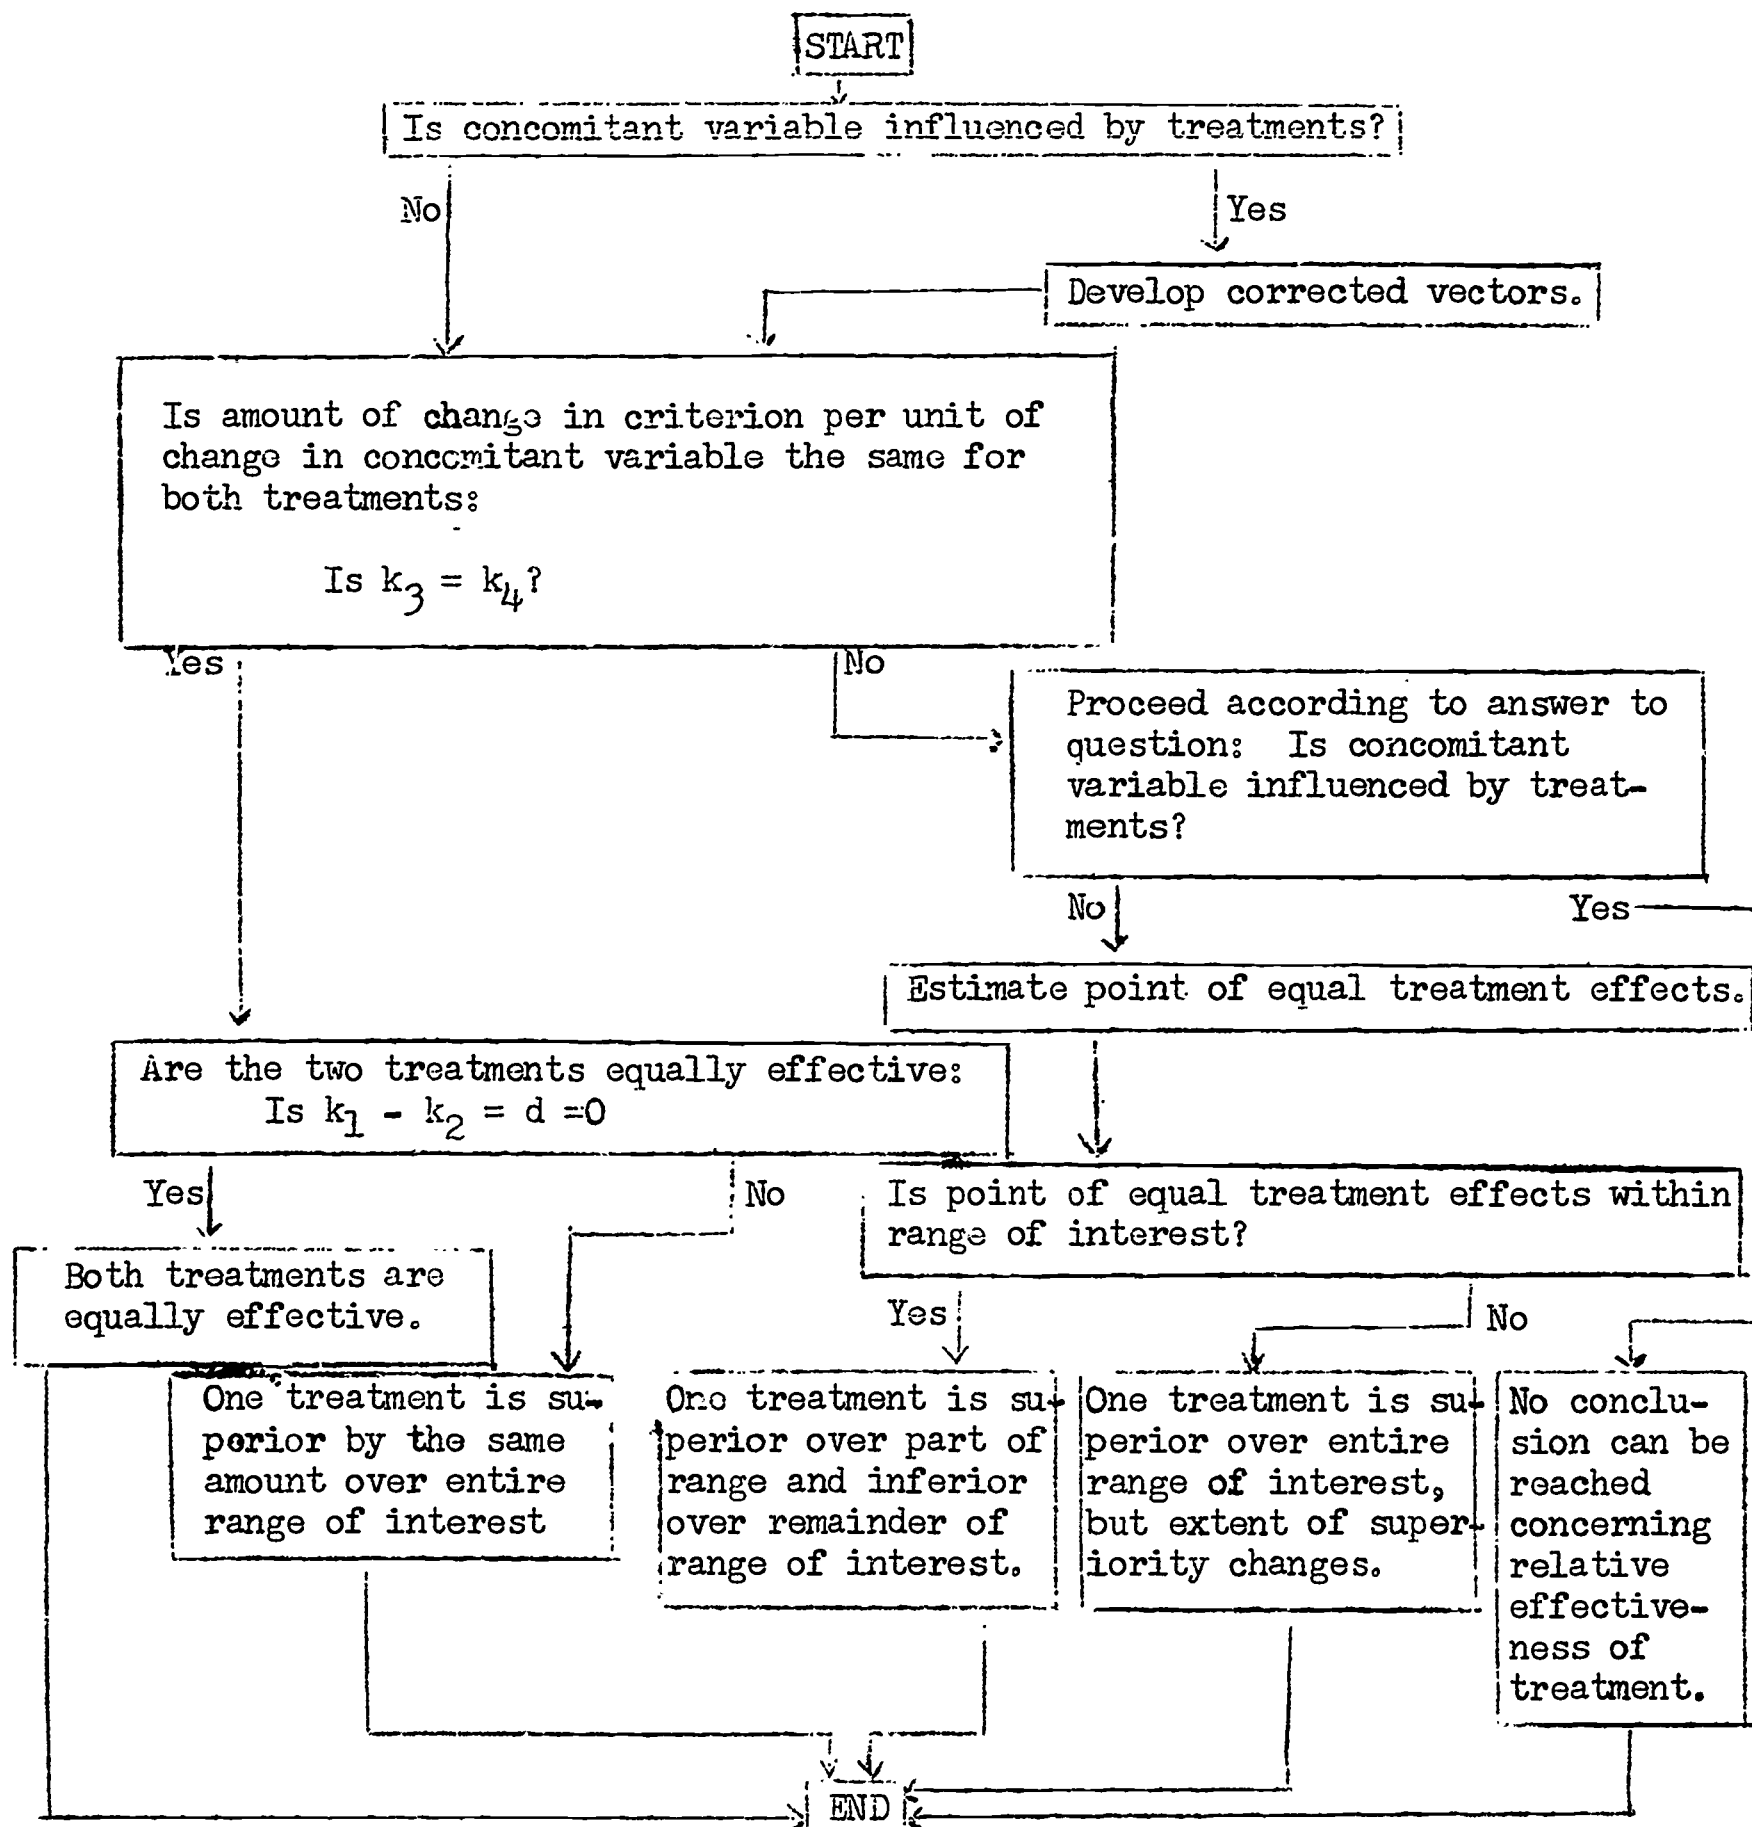 START
Is concomitant variable influenced by treatments?
No
Yes
Develop corrected vectors.
Is amount of change in criterion per unit of
change in concomitant variable the same for
both treatments:
Is k3 = k4?
Yes
No
Proceed according to answer to
question: Is concomitant
variable influenced by treat-
ments?
No
Yes
Estimate point of equal treatment effects.
Are the two treatments equally effective:
Is k1 - k2 = d =0
Yes
No
Is point of equal treatment effects within
range of interest?
Both treatments are
equally effective.
Yes
No
One treatment is su-
perior by the same
amount over entire
range of interest
One treatment is su-
perior over part of
range and inferior
over remainder of
range of interest.
One treatment is su-
perior over entire
range of interest,
but extent of super-
iority changes.
No conclu-
sion can be
reached
concerning
relative
effective-
ness of
treatment.
END